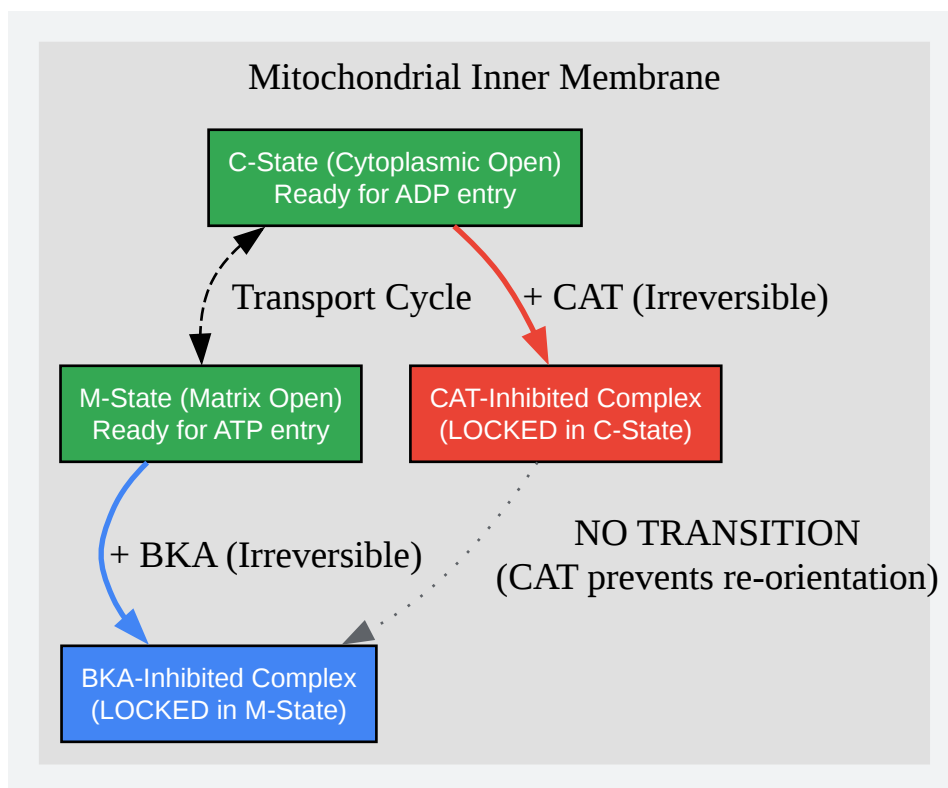 Mitochondrial Inner Membrane
C-State (Cytoplasmic Open)
Ready for ADP entry
Transport Cycle
+ CAT (Irreversible)
M-State (Matrix Open)
Ready for ATP entry
CAT-Inhibited Complex
(LOCKED in C-State)
+ BKA (Irreversible)
NO TRANSITION
(CAT prevents re-orientation)
BKA-Inhibited Complex
(LOCKED in M-State)